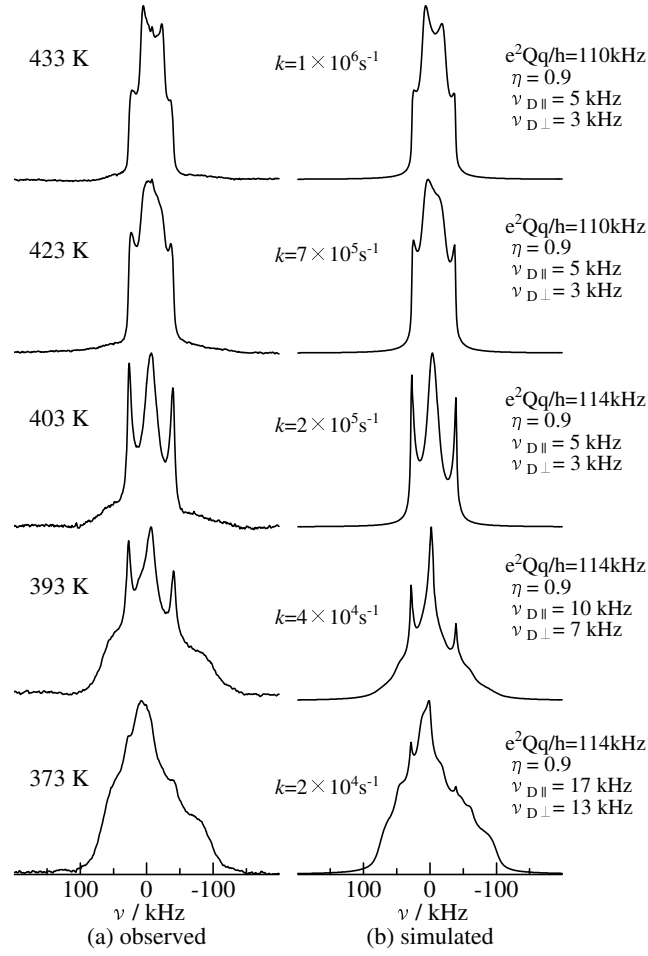 433 K
k=1×10⁶s⁻¹
e²Qq/h=110kHz
η = 0.9
ν D∥ = 5 kHz
ν D⊥ = 3 kHz
423 K
k=7×10⁵s⁻¹
e²Qq/h=110kHz
η = 0.9
ν D∥ = 5 kHz
ν D⊥ = 3 kHz
403 K
k=2×10⁵s⁻¹
e²Qq/h=114kHz
η = 0.9
ν D∥ = 5 kHz
ν D⊥ = 3 kHz
393 K
k=4×10⁴s⁻¹
e²Qq/h=114kHz
η = 0.9
ν D∥ = 10 kHz
ν D⊥ = 7 kHz
373 K
k=2×10⁴s⁻¹
e²Qq/h=114kHz
η = 0.9
ν D∥ = 17 kHz
ν D⊥ = 13 kHz
100 0 -100
100 0 -100
ν / kHz
ν / kHz
(a) observed
(b) simulated